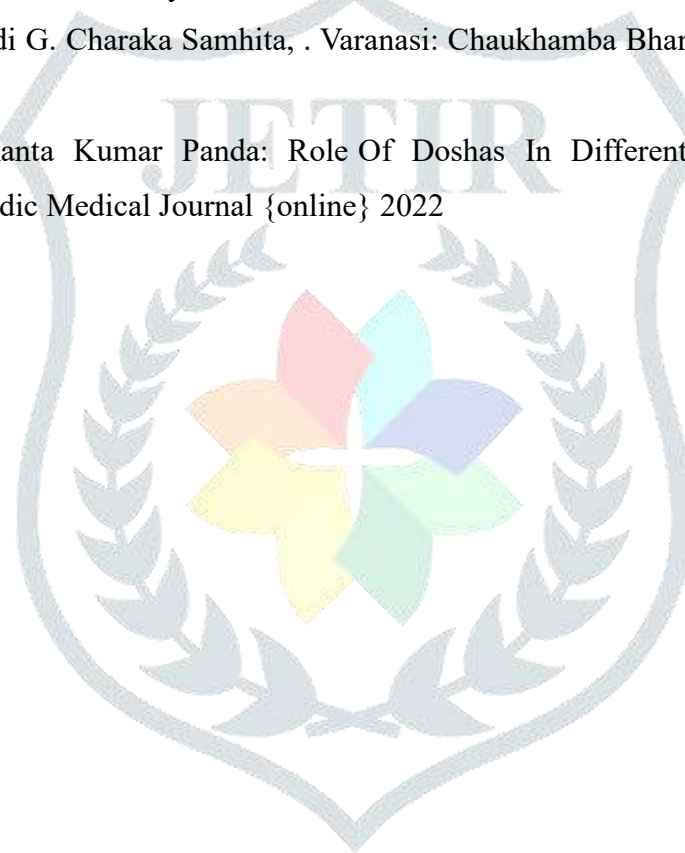 di G. Charaka Samhita, . Varanasi: Chaukhamba Bhar
JETIR
anta Kumar Panda: Role Of Doshas In Different
dic Medical Journal {online} 2022